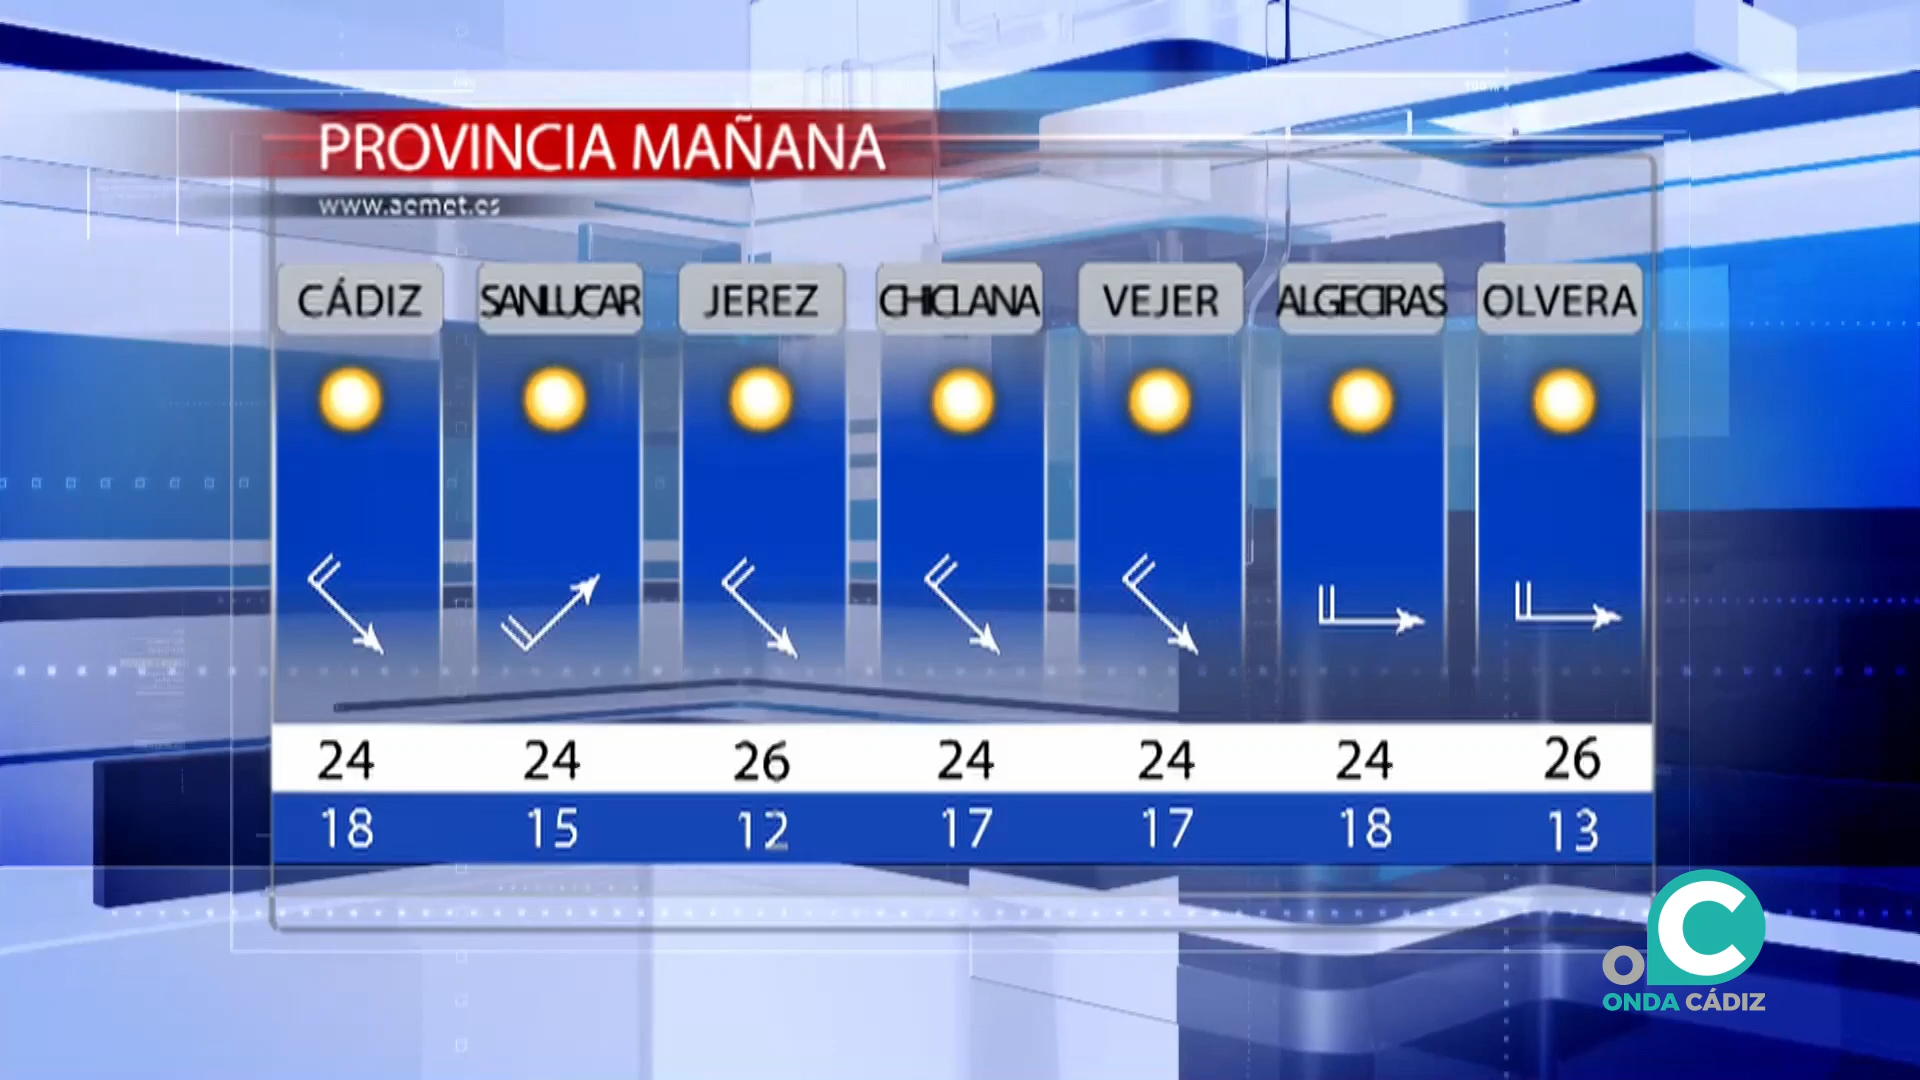 PROVINCIA MAÑANA
www.aemet.es
CÁDIZ SANLUCAR JEREZ CHICLANA VEJER ALGECIRAS OLVERA
24 24 26 24 24 24 26
18 15 12 17 17 18 13
OC
ONDA CÁDIZ